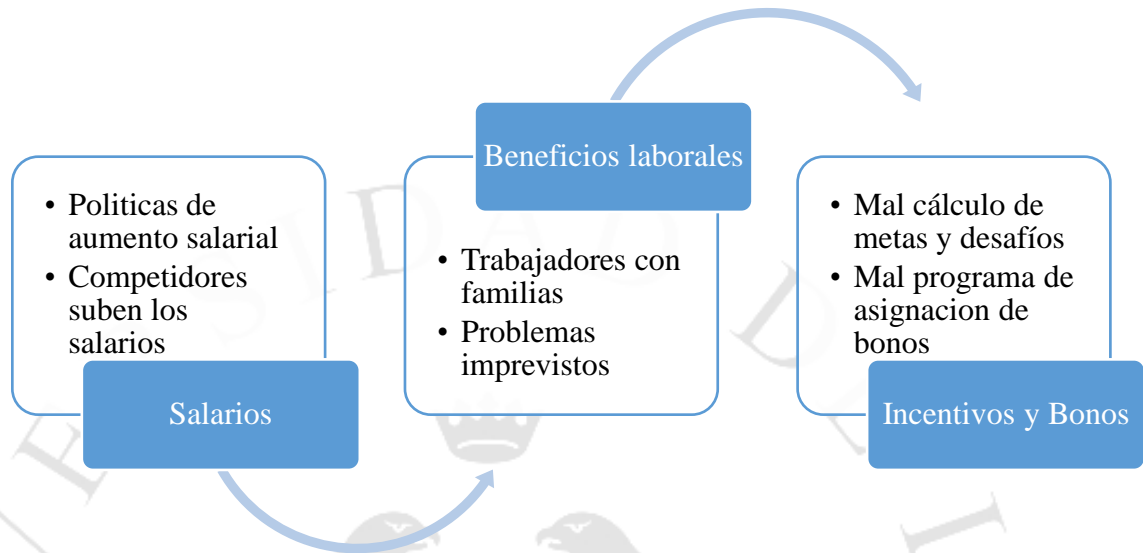 • Politicas de
aumento salarial
• Competidores
suben los
salarios
Salarios
Beneficios laborales
• Trabajadores con
familias
• Problemas
imprevistos
• Mal cálculo de
metas y desafíos
• Mal programa de
asignacion de
bonos
Incentivos y Bonos